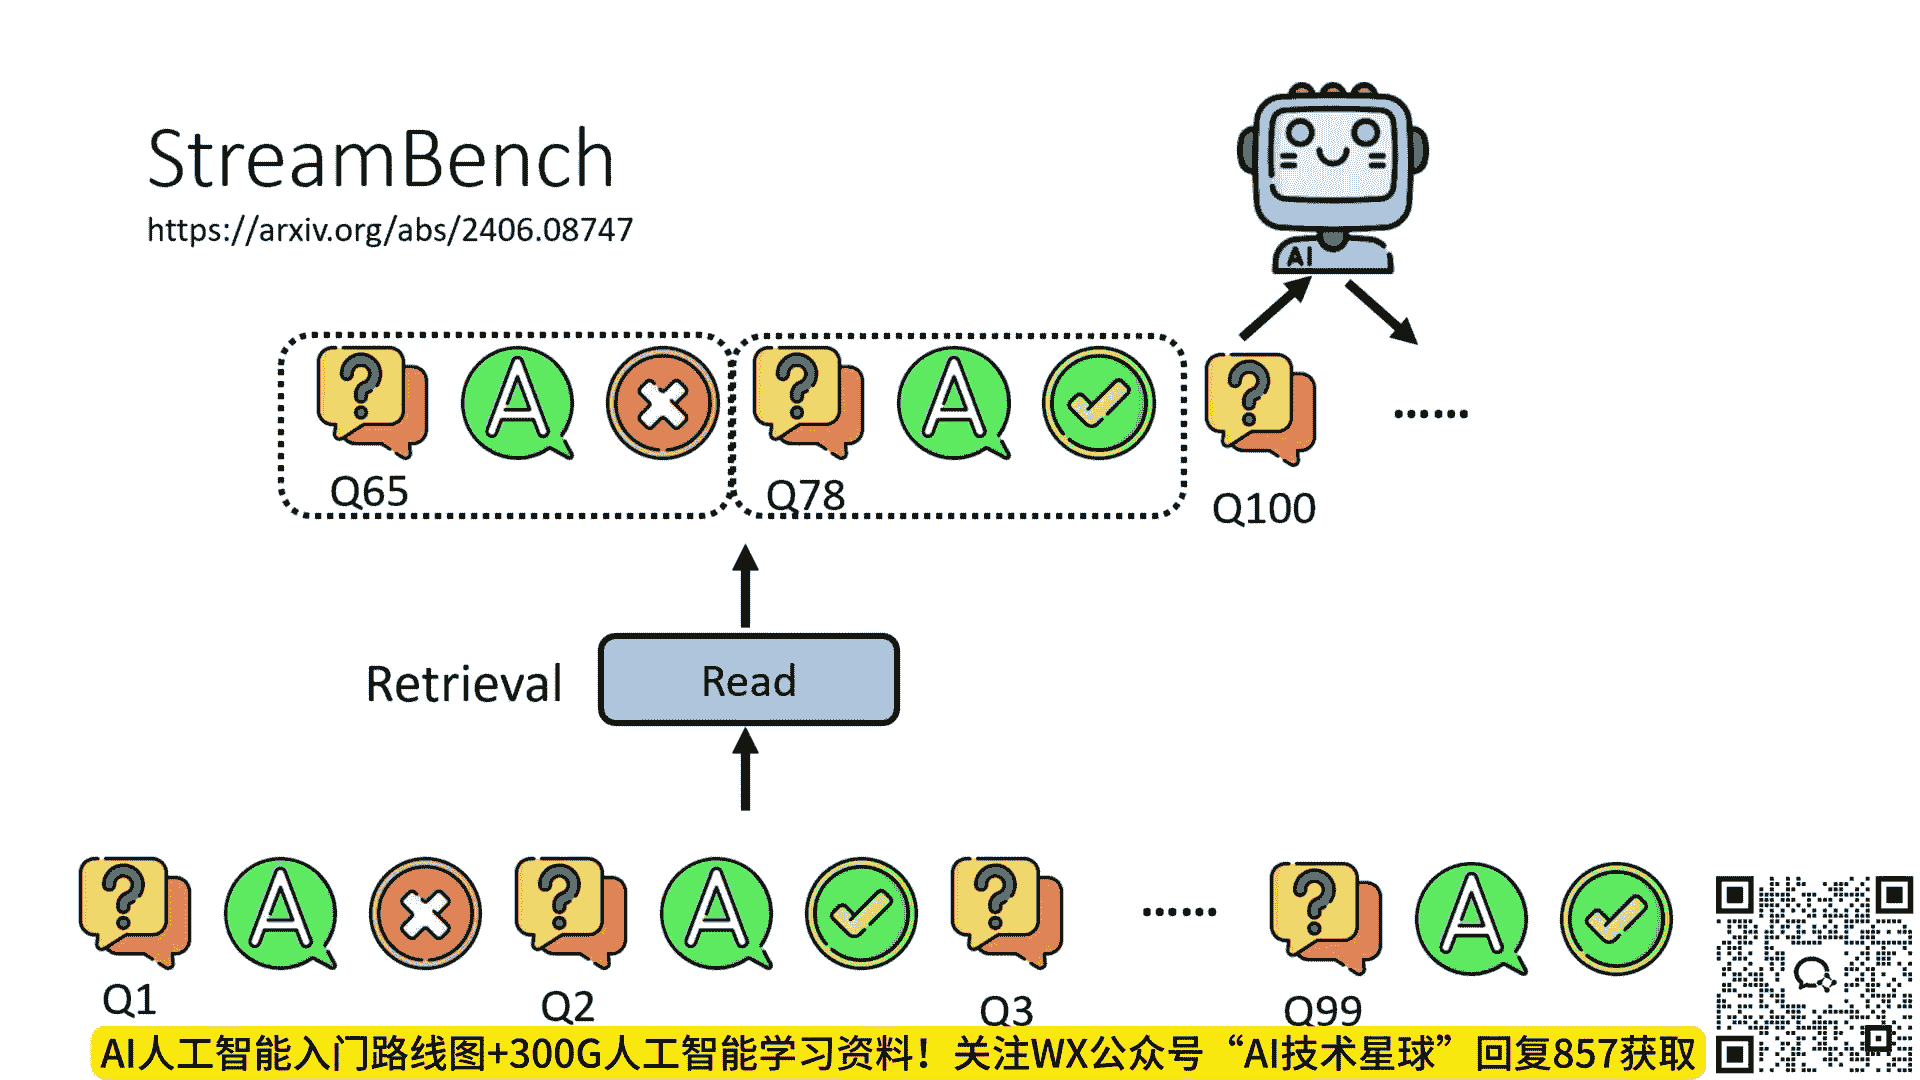 StreamBench
https://arxiv.org/abs/2406.08747
AI
A
A
Q65
Q78
Q100
......
Retrieval
Read
A
A
......
A
Q1
Q2
Q3
Q99
AI人工智能入门路线图+300G人工智能学习资料！关注WX公众号“AI技术星球”回复857获取